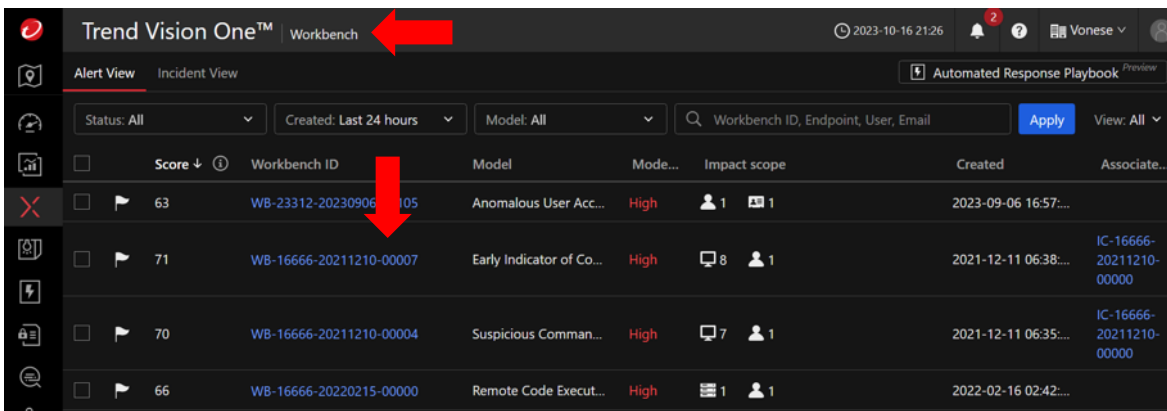 Trend Vision One™ | Workbench
2023-10-16 21:26
2
Vonese
Alert View
Incident View
Automated Response Playbook Preview
Status: All
Created: Last 24 hours
Model: All
Workbench ID, Endpoint, User, Email
Apply
View: All
Score Workbench ID Model Mode... Impact scope Created Associate...
63 WB-23312-20230906 105 Anomalous User Acc... High 1 1 2023-09-06 16:57:...
71 WB-16666-20211210-00007 Early Indicator of Co... High 8 1 2021-12-11 06:38:... IC-16666-
20211210-
00000
70 WB-16666-20211210-00004 Suspicious Comman... High 7 1 2021-12-11 06:35:... IC-16666-
20211210-
00000
66 WB-16666-20220215-00000 Remote Code Execut... High 1 1 2022-02-16 02:42:...